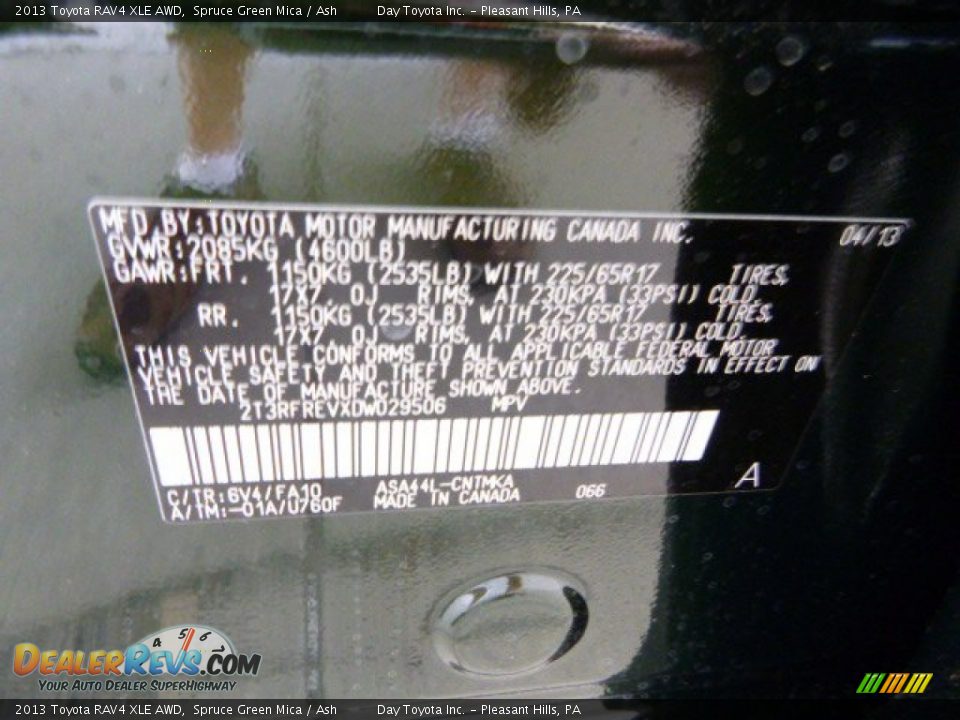 2013 Toyota RAV4 XLE AWD, Spruce Green Mica / Ash Day Toyota Inc. - Pleasant Hills, PA
MFD.BY:TOYOTA MOTOR MANUFACTURING CANADA INC. 04/13
GVWR:2085KG (4600LB)
GAWR:FRT. 1150KG (2535LB) WITH 225/65R17 TIRES,
17X7.0J RIMS, AT 230KPA (33PSI) COLD.
RR. 1150KG (2535LB) WITH 225/65R17 TIRES,
17X7.0J RIMS, AT 230KPA (33PSI) COLD.
THIS VEHICLE CONFORMS TO ALL APPLICABLE FEDERAL MOTOR
VEHICLE SAFETY AND THEFT PREVENTION STANDARDS IN EFFECT ON
THE DATE OF MANUFACTURE SHOWN ABOVE.
2T3RFREVXDW029506 MPV
C/TR:6V4/FA10 ASA44L-CNTMKA
A/TM:-01A/U760F MADE IN CANADA 066 A
4 5 6
DEALERREVS.COM
YOUR AUTO DEALER SUPERHIGHWAY
2013 Toyota RAV4 XLE AWD, Spruce Green Mica / Ash Day Toyota Inc. - Pleasant Hills, PA